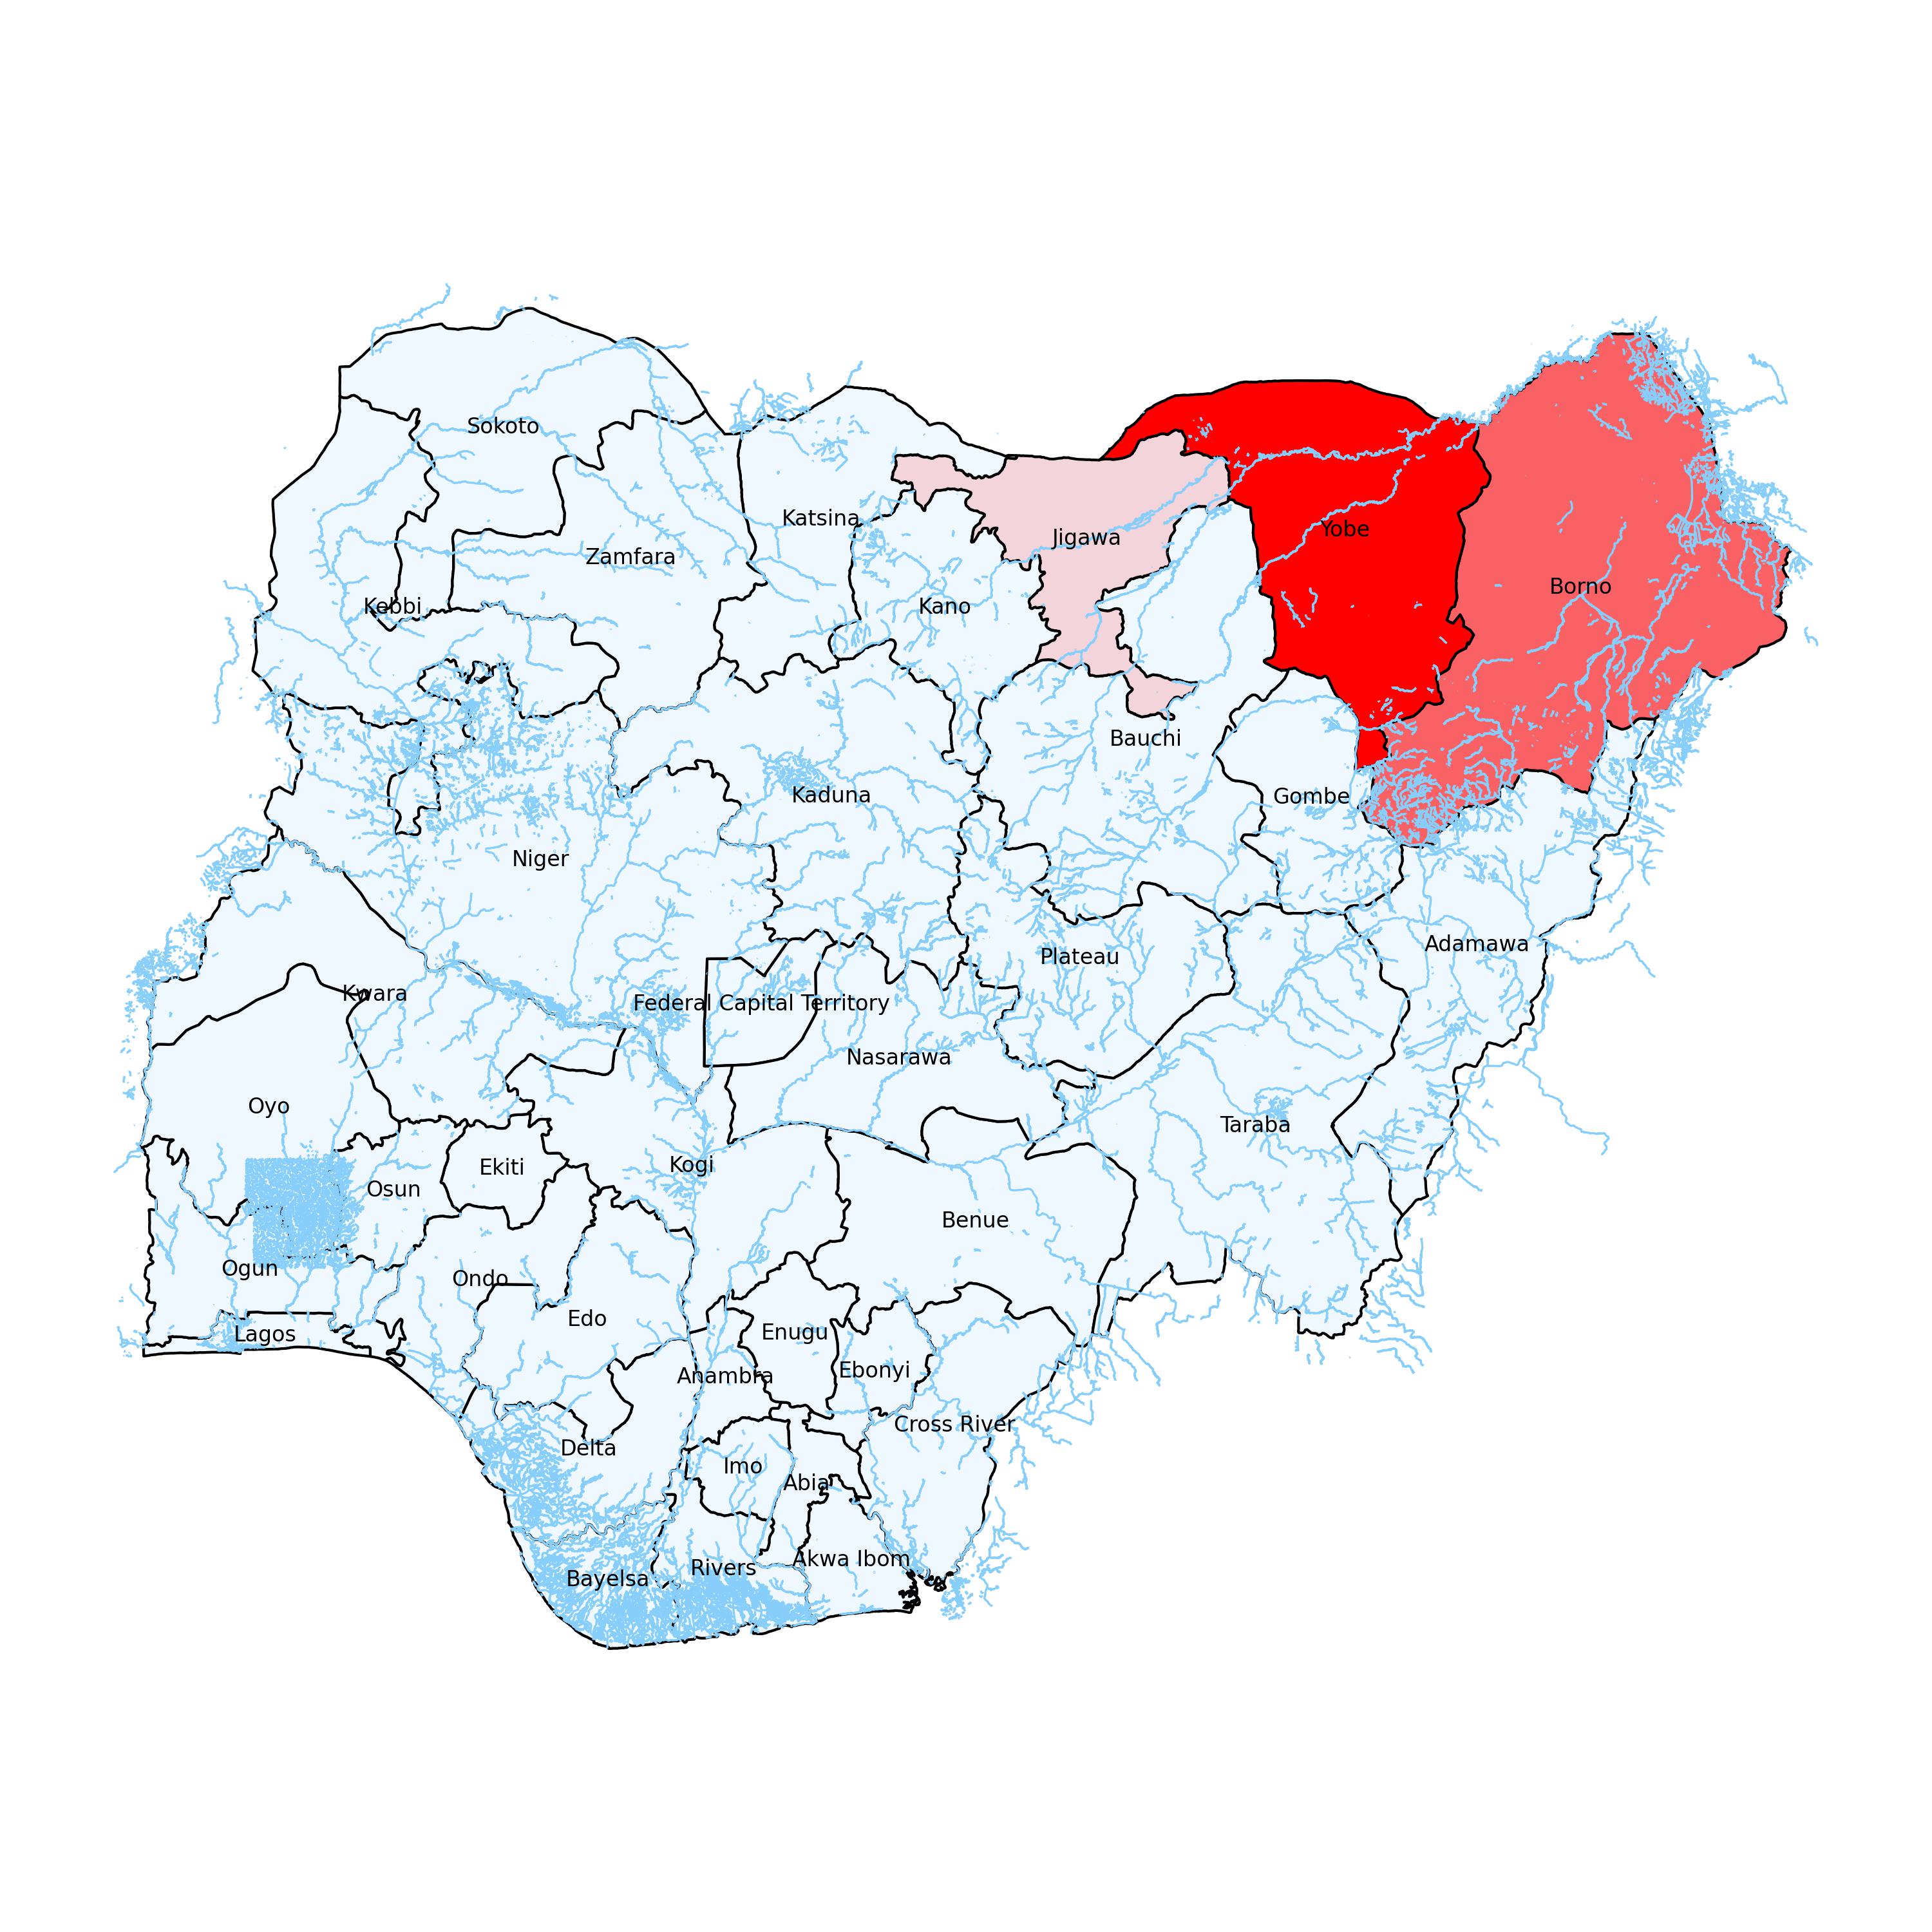 Sokoto
Katsina
Yobe
Jigawa
Zamfara
Borno
Kebbi
Kano
Bauchi
Kaduna
Gombe
Niger
Adamawa
Plateau
Kwara
Federal Capital Territory
Nasarawa
Oyo
Taraba
Kogi
Ekiti
Osun
Benue
Ogun
Ondo
Edo
Enugu
Lagos
Ebonyi
Anambra
Cross River
Delta
Imo
Abia
Akwa Ibom
Rivers
Bayelsa